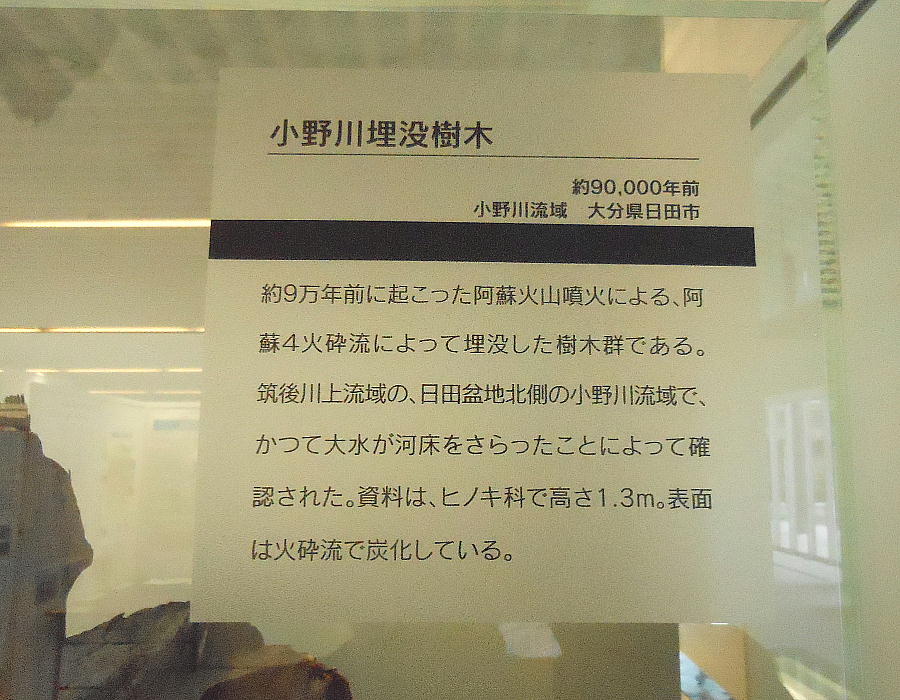 小野川埋没樹木
約90,000年前
小野川流域　大分県日田市
約9万年前に起こった阿蘇火山噴火による、阿
蘇4火砕流によって埋没した樹木群である。
筑後川上流域の、日田盆地北側の小野川流域で、
かつて大水が河床をさらったことによって確
認された。資料は、ヒノキ科で高さ1.3m。表面
は火砕流で炭化している。